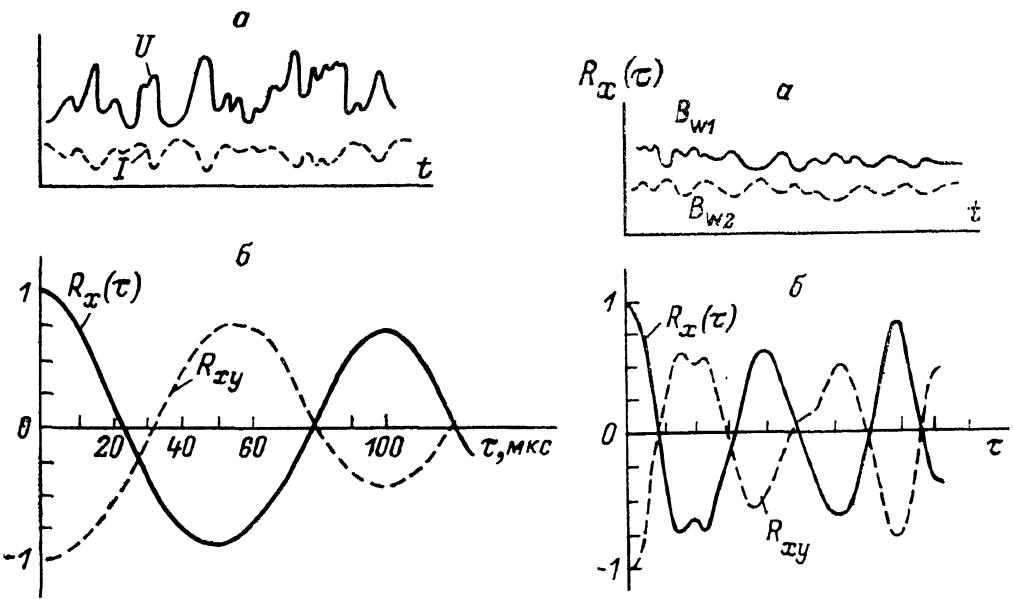 а
U
I
t
б
1
R_x(τ)
R_xy
0
20 40 60 100 τ, мкс
-1
R_x(τ)
а
B_w1
B_w2
t
б
1
R_x(τ)
0
τ
R_xy
-1